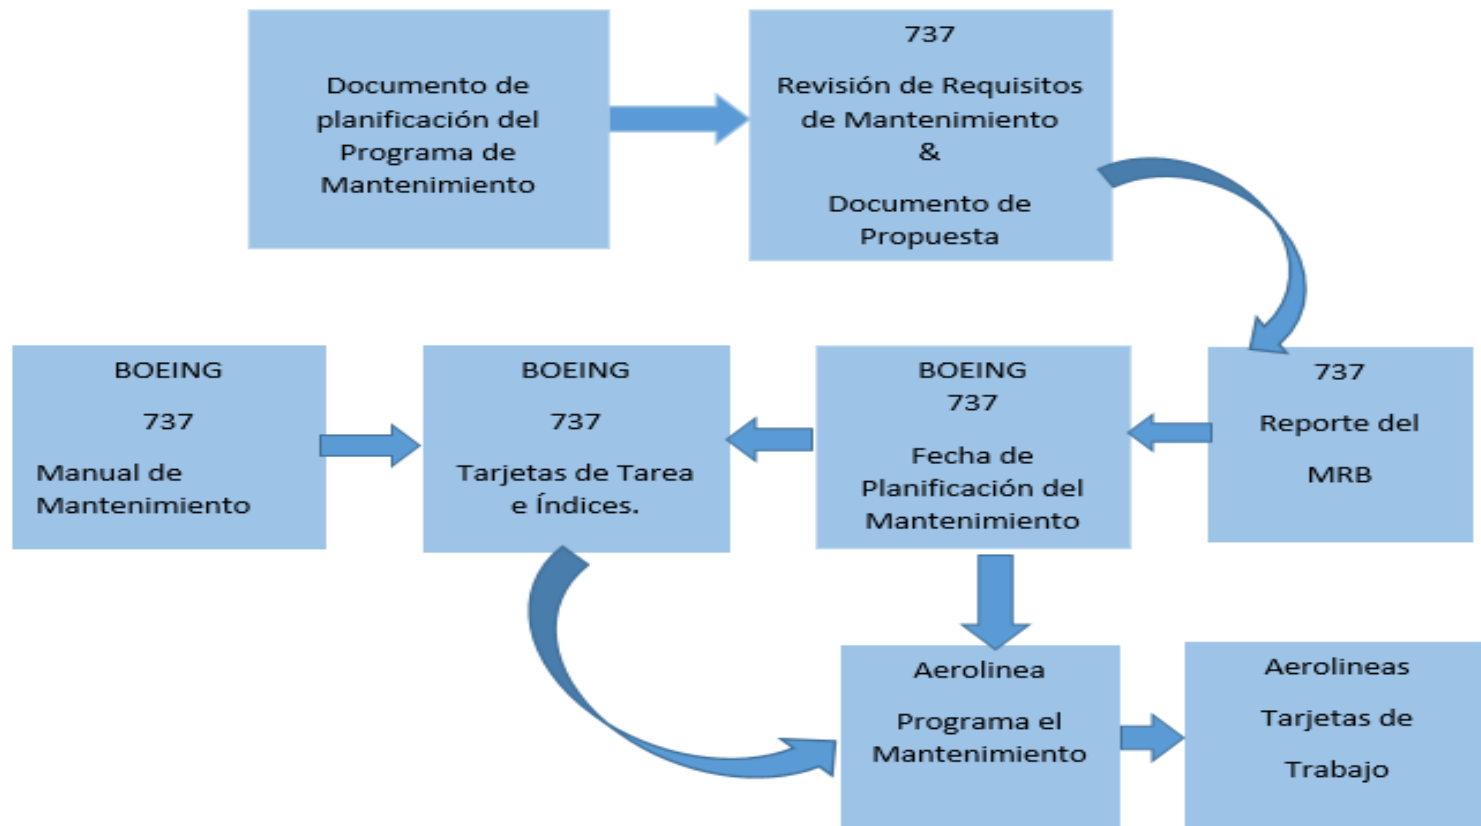 Documento de
planificación del
Programa de
Mantenimiento
737
Revisión de Requisitos
de Mantenimiento
&
Documento de
Propuesta
BOEING
737
Manual de
Mantenimiento
BOEING
737
Tarjetas de Tarea
e Índices.
BOEING
737
Fecha de
Planificación del
Mantenimiento
737
Reporte del
MRB
Aerolinea
Programa el
Mantenimiento
Aerolineas
Tarjetas de
Trabajo